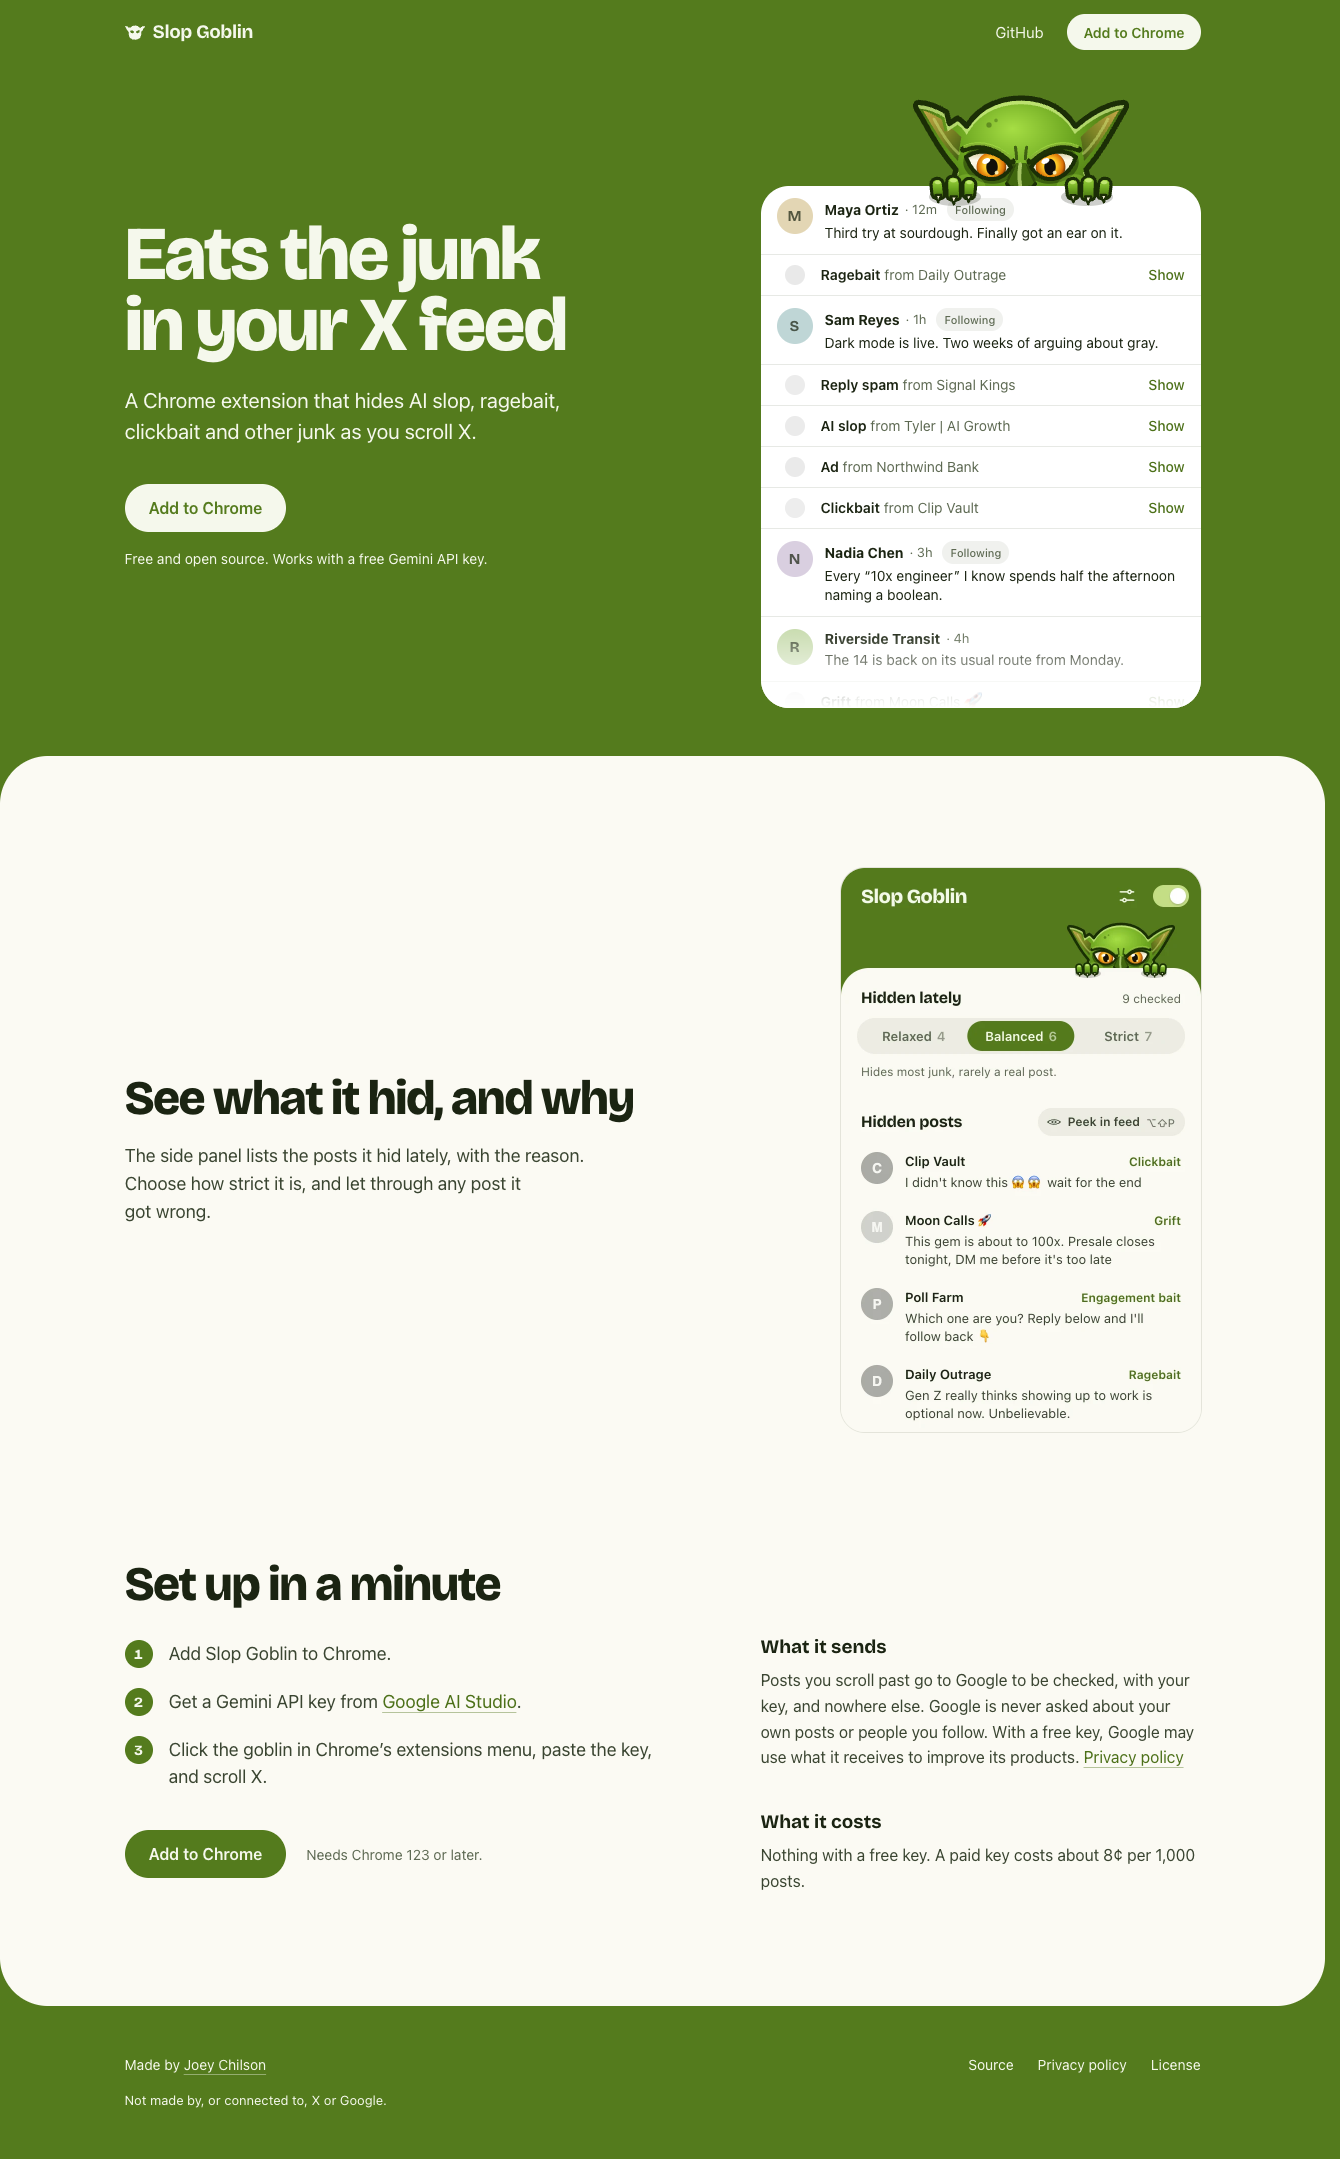 Slop Goblin
GitHub
Add to Chrome
Eats the junk
in your X feed
A Chrome extension that hides AI slop, ragebait,
clickbait and other junk as you scroll X.
Add to Chrome
Free and open source. Works with a free Gemini API key.
M
Maya Ortiz · 12m Following
Third try at sourdough. Finally got an ear on it.
Ragebait from Daily Outrage Show
S
Sam Reyes · 1h Following
Dark mode is live. Two weeks of arguing about gray.
Reply spam from Signal Kings Show
AI slop from Tyler | AI Growth Show
Ad from Northwind Bank Show
Clickbait from Clip Vault Show
N
Nadia Chen · 3h Following
Every “10x engineer” I know spends half the afternoon
naming a boolean.
R
Riverside Transit · 4h
The 14 is back on its usual route from Monday.
Grift from Moon Calls 🚀 Show
See what it hid, and why
The side panel lists the posts it hid lately, with the reason.
Choose how strict it is, and let through any post it
got wrong.
Slop Goblin
Hidden lately 9 checked
Relaxed 4 Balanced 6 Strict 7
Hides most junk, rarely a real post.
Hidden posts Peek in feed ⌥⇧P
C
Clip Vault Clickbait
I didn't know this 😱😱 wait for the end
M
Moon Calls 🚀 Grift
This gem is about to 100x. Presale closes
tonight, DM me before it's too late
P
Poll Farm Engagement bait
Which one are you? Reply below and I'll
follow back 👇
D
Daily Outrage Ragebait
Gen Z really thinks showing up to work is
optional now. Unbelievable.
Set up in a minute
1 Add Slop Goblin to Chrome.
2 Get a Gemini API key from Google AI Studio.
3 Click the goblin in Chrome’s extensions menu, paste the key,
and scroll X.
Add to Chrome
Needs Chrome 123 or later.
What it sends
Posts you scroll past go to Google to be checked, with your
key, and nowhere else. Google is never asked about your
own posts or people you follow. With a free key, Google may
use what it receives to improve its products. Privacy policy
What it costs
Nothing with a free key. A paid key costs about 8¢ per 1,000
posts.
Made by Joey Chilson
Source Privacy policy License
Not made by, or connected to, X or Google.